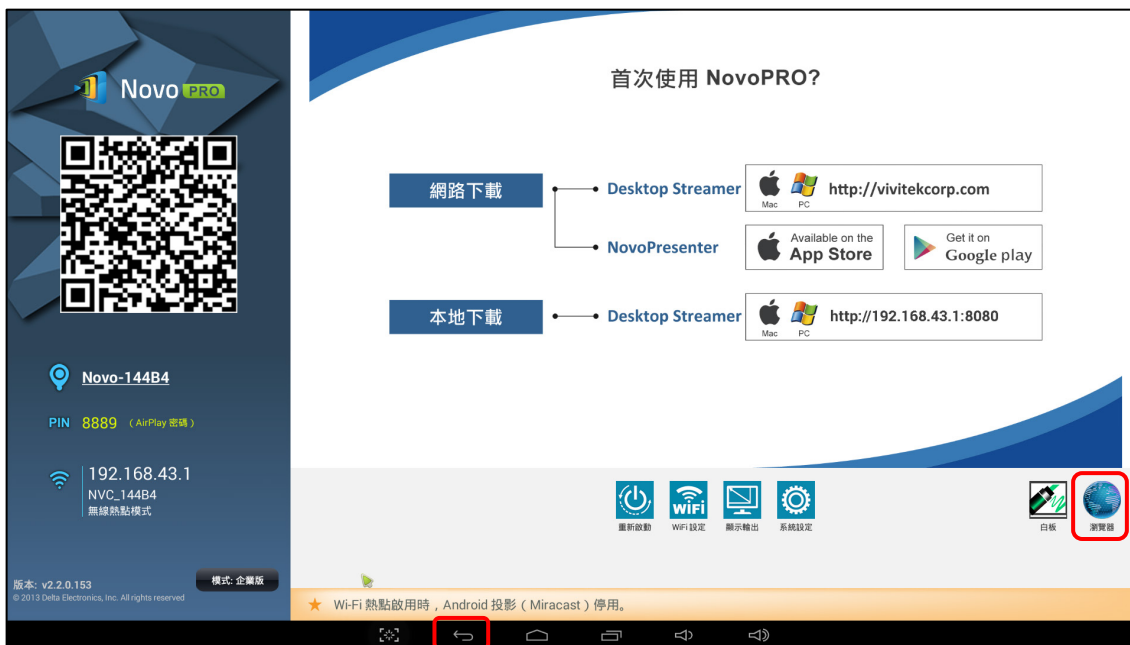 Novo PRO
Novo-144B4
PIN 8889 （AirPlay 密碼）
192.168.43.1
NVC_144B4
無線熱點模式
版本: v2.2.0.153
模式: 企業版
© 2013 Delta Electronics, Inc. All rights reserved
首次使用 NovoPRO?
網路下載
Desktop Streamer
Mac PC
http://vivitekcorp.com
NovoPresenter
Available on the
App Store
Get it on
Google play
本地下載
Desktop Streamer
Mac PC
http://192.168.43.1:8080
重新啟動 WiFi 設定 顯示輸出 系統設定 白板 瀏覽器
WiFi
Wi-Fi 熱點啟用時，Android 投影（Miracast）停用。